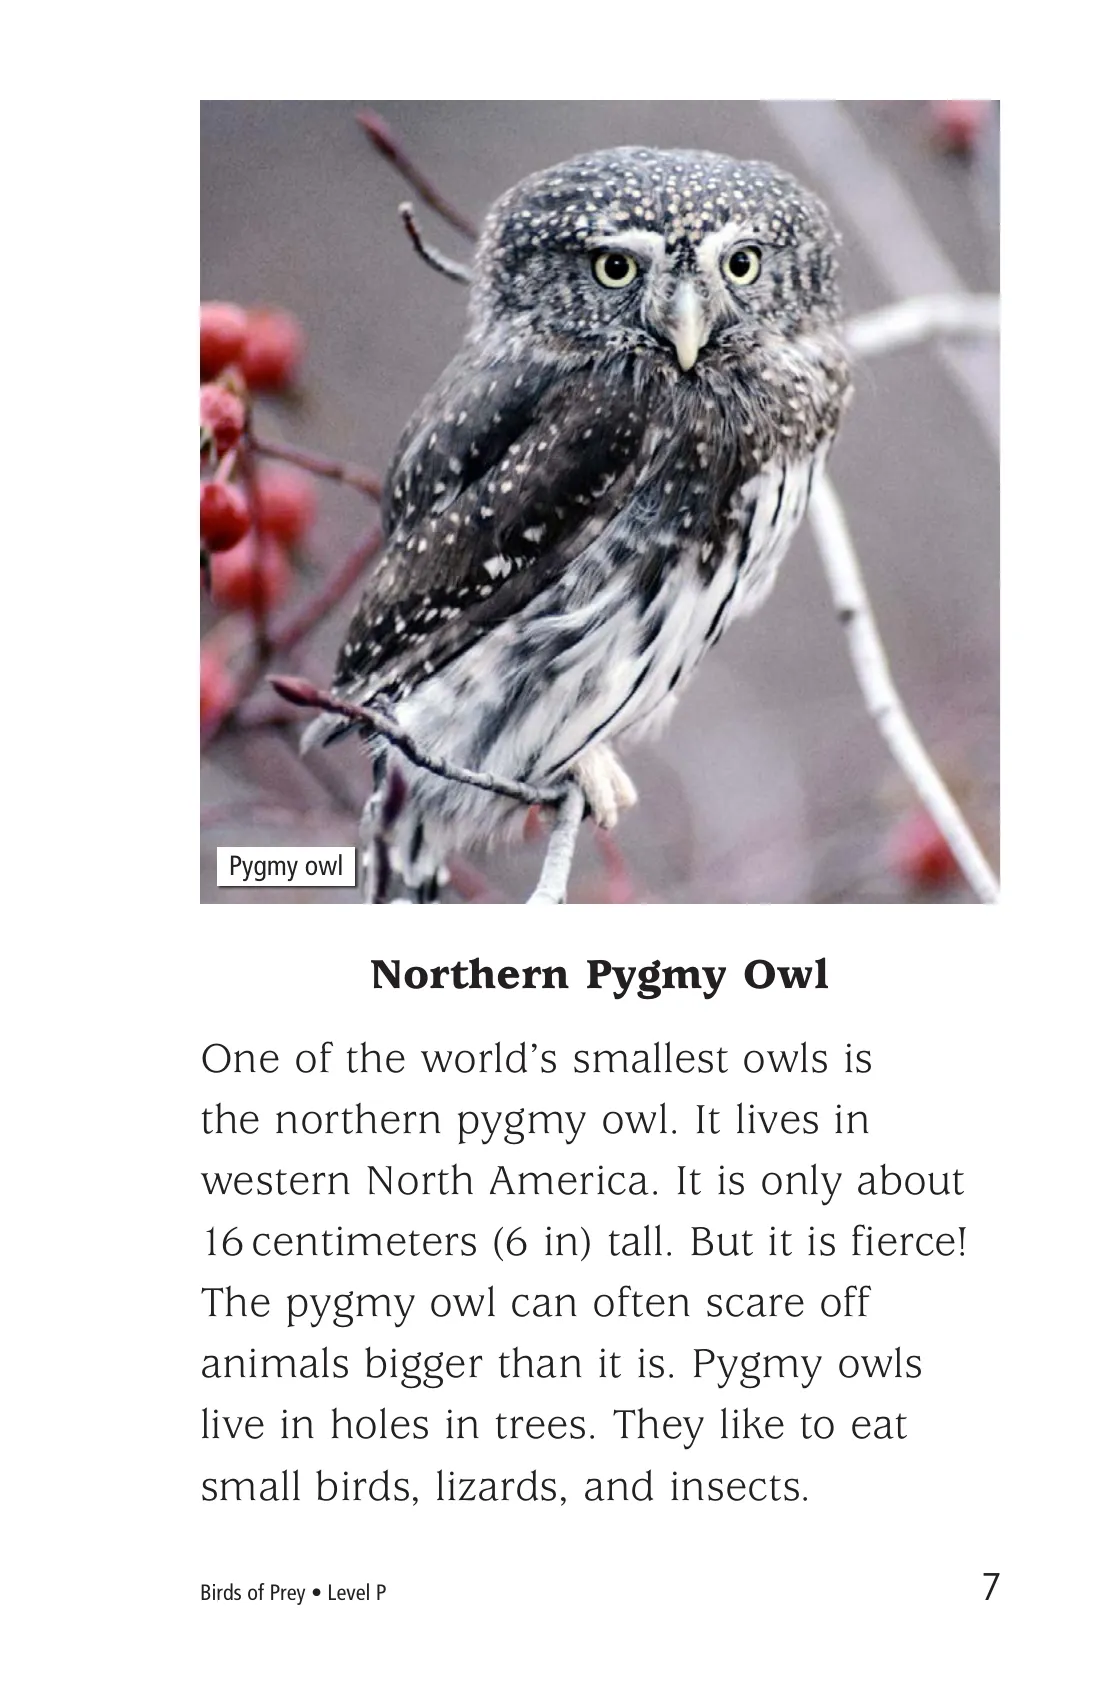 Pygmy owl
Northern Pygmy Owl
One of the world’s smallest owls is
the northern pygmy owl. It lives in
western North America. It is only about
16 centimeters (6 in) tall. But it is fierce!
The pygmy owl can often scare off
animals bigger than it is. Pygmy owls
live in holes in trees. They like to eat
small birds, lizards, and insects.
Birds of Prey • Level P
7